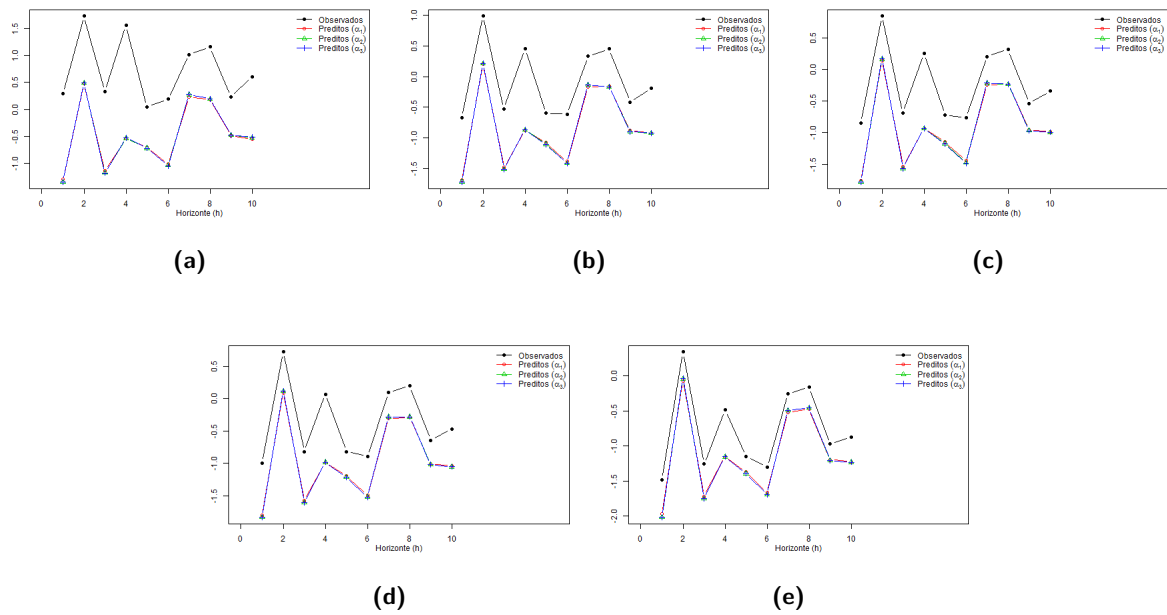 Observados
Preditos (α₁)
Preditos (α₂)
Preditos (α₃)
1.5
1.0
0.5
0.0
-0.5
-1.0
0 2 4 6 8 10
Horizonte (h)
(a)
Observados
Preditos (α₁)
Preditos (α₂)
Preditos (α₃)
1.0
0.5
0.0
-0.5
-1.0
-1.5
0 2 4 6 8 10
Horizonte (h)
(b)
Observados
Preditos (α₁)
Preditos (α₂)
Preditos (α₃)
0.5
0.0
-0.5
-1.0
-1.5
0 2 4 6 8 10
Horizonte (h)
(c)
Observados
Preditos (α₁)
Preditos (α₂)
Preditos (α₃)
0.5
0.0
-0.5
-1.0
-1.5
0 2 4 6 8 10
Horizonte (h)
(d)
Observados
Preditos (α₁)
Preditos (α₂)
Preditos (α₃)
0.0
-0.5
-1.0
-1.5
-2.0
0 2 4 6 8 10
Horizonte (h)
(e)